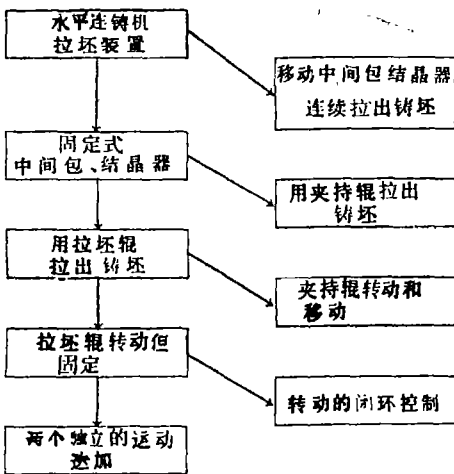 水平连铸机
拉坯装置
移动中间包结晶器
连续拉出铸坯
固定式
中间包、结晶器
用夹持辊拉出
铸坯
用拉坯辊
拉出铸坯
夹持辊转动和
移动
拉坯辊转动但
固定
转动的闭环控制
两个独立的运动
迭加